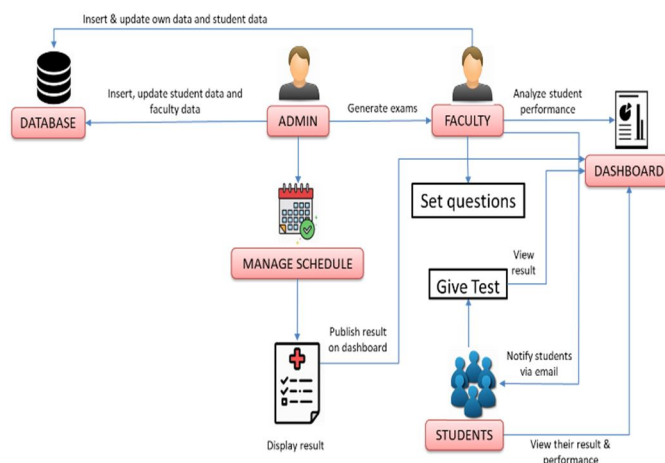 Insert & update own data and student data
Insert, update student data and
faculty data
Generate exams
Analyze student
performance
DATABASE
ADMIN
FACULTY
DASHBOARD
Set questions
MANAGE SCHEDULE
View
result
Give Test
Publish result
on dashboard
Notify students
via email
Display result
STUDENTS
View their result &
performance